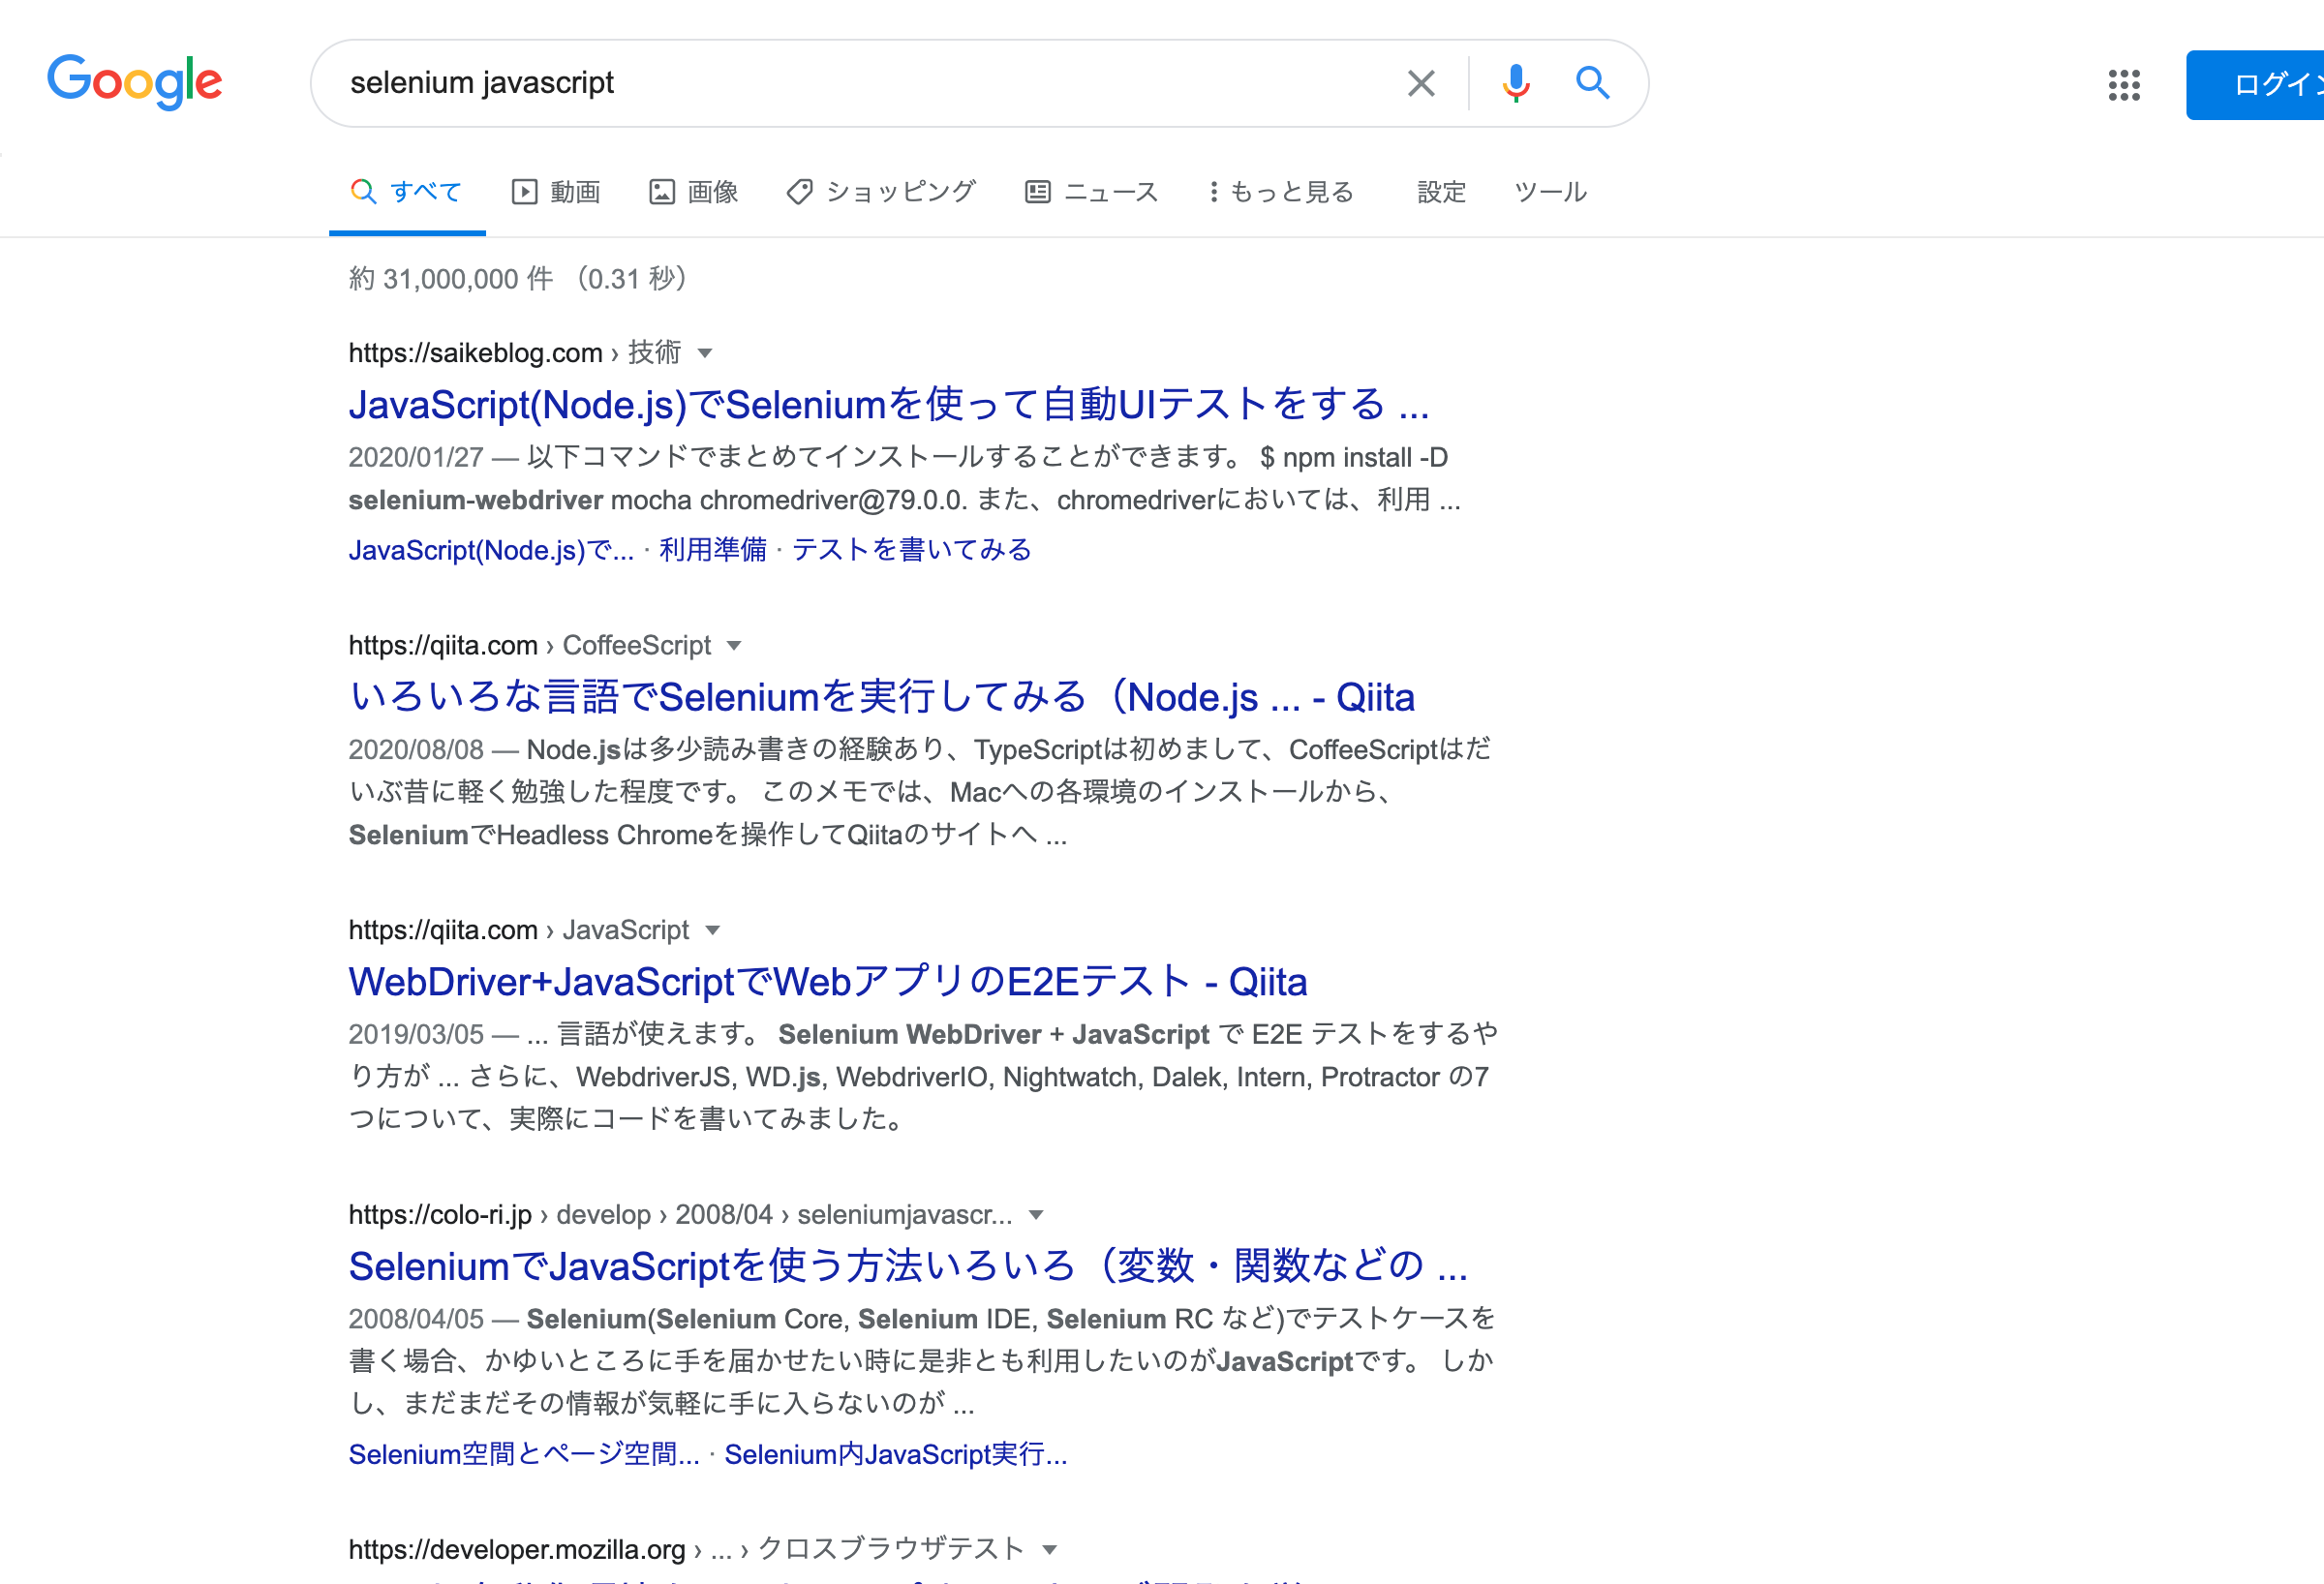 Google
selenium javascript
ログイン
すべて 動画 画像 ショッピング ニュース もっと見る 設定 ツール
約 31,000,000 件 （0.31 秒）
https://saikeblog.com › 技術
JavaScript(Node.js)でSeleniumを使って自動UIテストをする ...
2020/01/27 — 以下コマンドでまとめてインストールすることができます。 $ npm install -D
selenium-webdriver mocha chromedriver@79.0.0. また、chromedriverにおいては、利用 ...
JavaScript(Node.js)で... · 利用準備 · テストを書いてみる
https://qiita.com › CoffeeScript
いろいろな言語でSeleniumを実行してみる（Node.js ... - Qiita
2020/08/08 — Node.jsは多少読み書きの経験あり、TypeScriptは初めまして、CoffeeScriptはだ
いぶ昔に軽く勉強した程度です。 このメモでは、Macへの各環境のインストールから、
SeleniumでHeadless Chromeを操作してQiitaのサイトへ ...
https://qiita.com › JavaScript
WebDriver+JavaScriptでWebアプリのE2Eテスト - Qiita
2019/03/05 — ... 言語が使えます。 Selenium WebDriver + JavaScript で E2E テストをするや
り方が ... さらに、WebdriverJS, WD.js, WebdriverIO, Nightwatch, Dalek, Intern, Protractor の7
つについて、実際にコードを書いてみました。
https://colo-ri.jp › develop › 2008/04 › seleniumjavascr...
SeleniumでJavaScriptを使う方法いろいろ（変数・関数などの ...
2008/04/05 — Selenium(Selenium Core, Selenium IDE, Selenium RC など)でテストケースを
書く場合、かゆいところに手を届かせたい時に是非とも利用したいのがJavaScriptです。 しか
し、まだまだその情報が気軽に手に入らないのが ...
Selenium空間とページ空間... · Selenium内JavaScript実行...
https://developer.mozilla.org › ... › クロスブラウザテスト